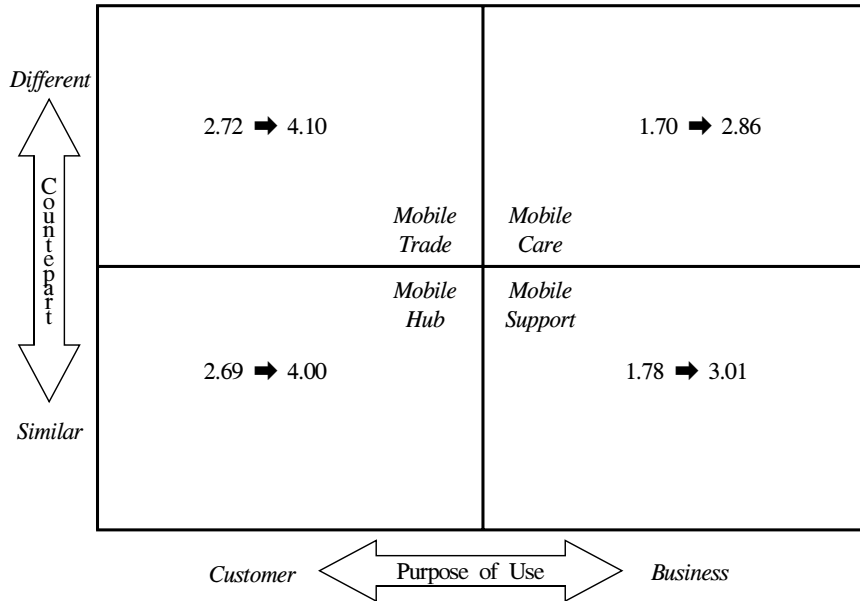 Different
2.72 ➡ 4.10
1.70 ➡ 2.86
Countepart
Mobile
Trade
Mobile
Care
Mobile
Hub
Mobile
Support
2.69 ➡ 4.00
1.78 ➡ 3.01
Similar
Customer
Purpose of Use
Business